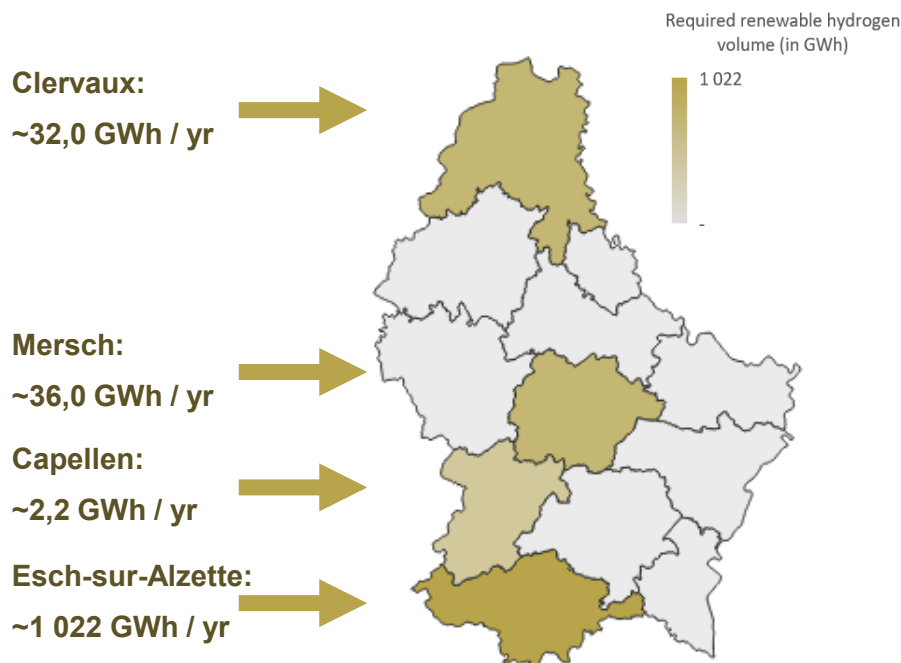 Required renewable hydrogen
volume (in GWh)
1 022
-
Clervaux:
~32,0 GWh / yr
Mersch:
~36,0 GWh / yr
Capellen:
~2,2 GWh / yr
Esch-sur-Alzette:
~1 022 GWh / yr